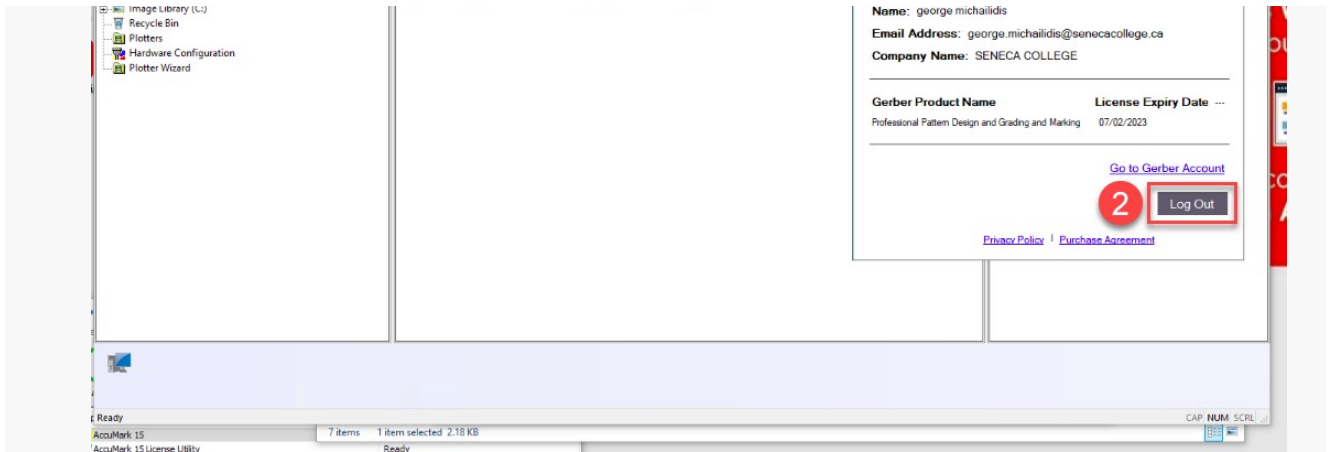 Image Library (C:)
Recycle Bin
Plotters
Hardware Configuration
Plotter Wizard
Name: george michailidis
Email Address: george.michailidis@senecacollege.ca
Company Name: SENECA COLLEGE
Gerber Product Name License Expiry Date ...
Professional Pattern Design and Grading and Marking 07/02/2023
Go to Gerber Account
2 Log Out
Privacy Policy | Purchase Agreement
Ready CAP NUM SCRL
AccuMark 15 7 items 1 item selected 2.18 KB
AccuMark 15 License Utility Ready